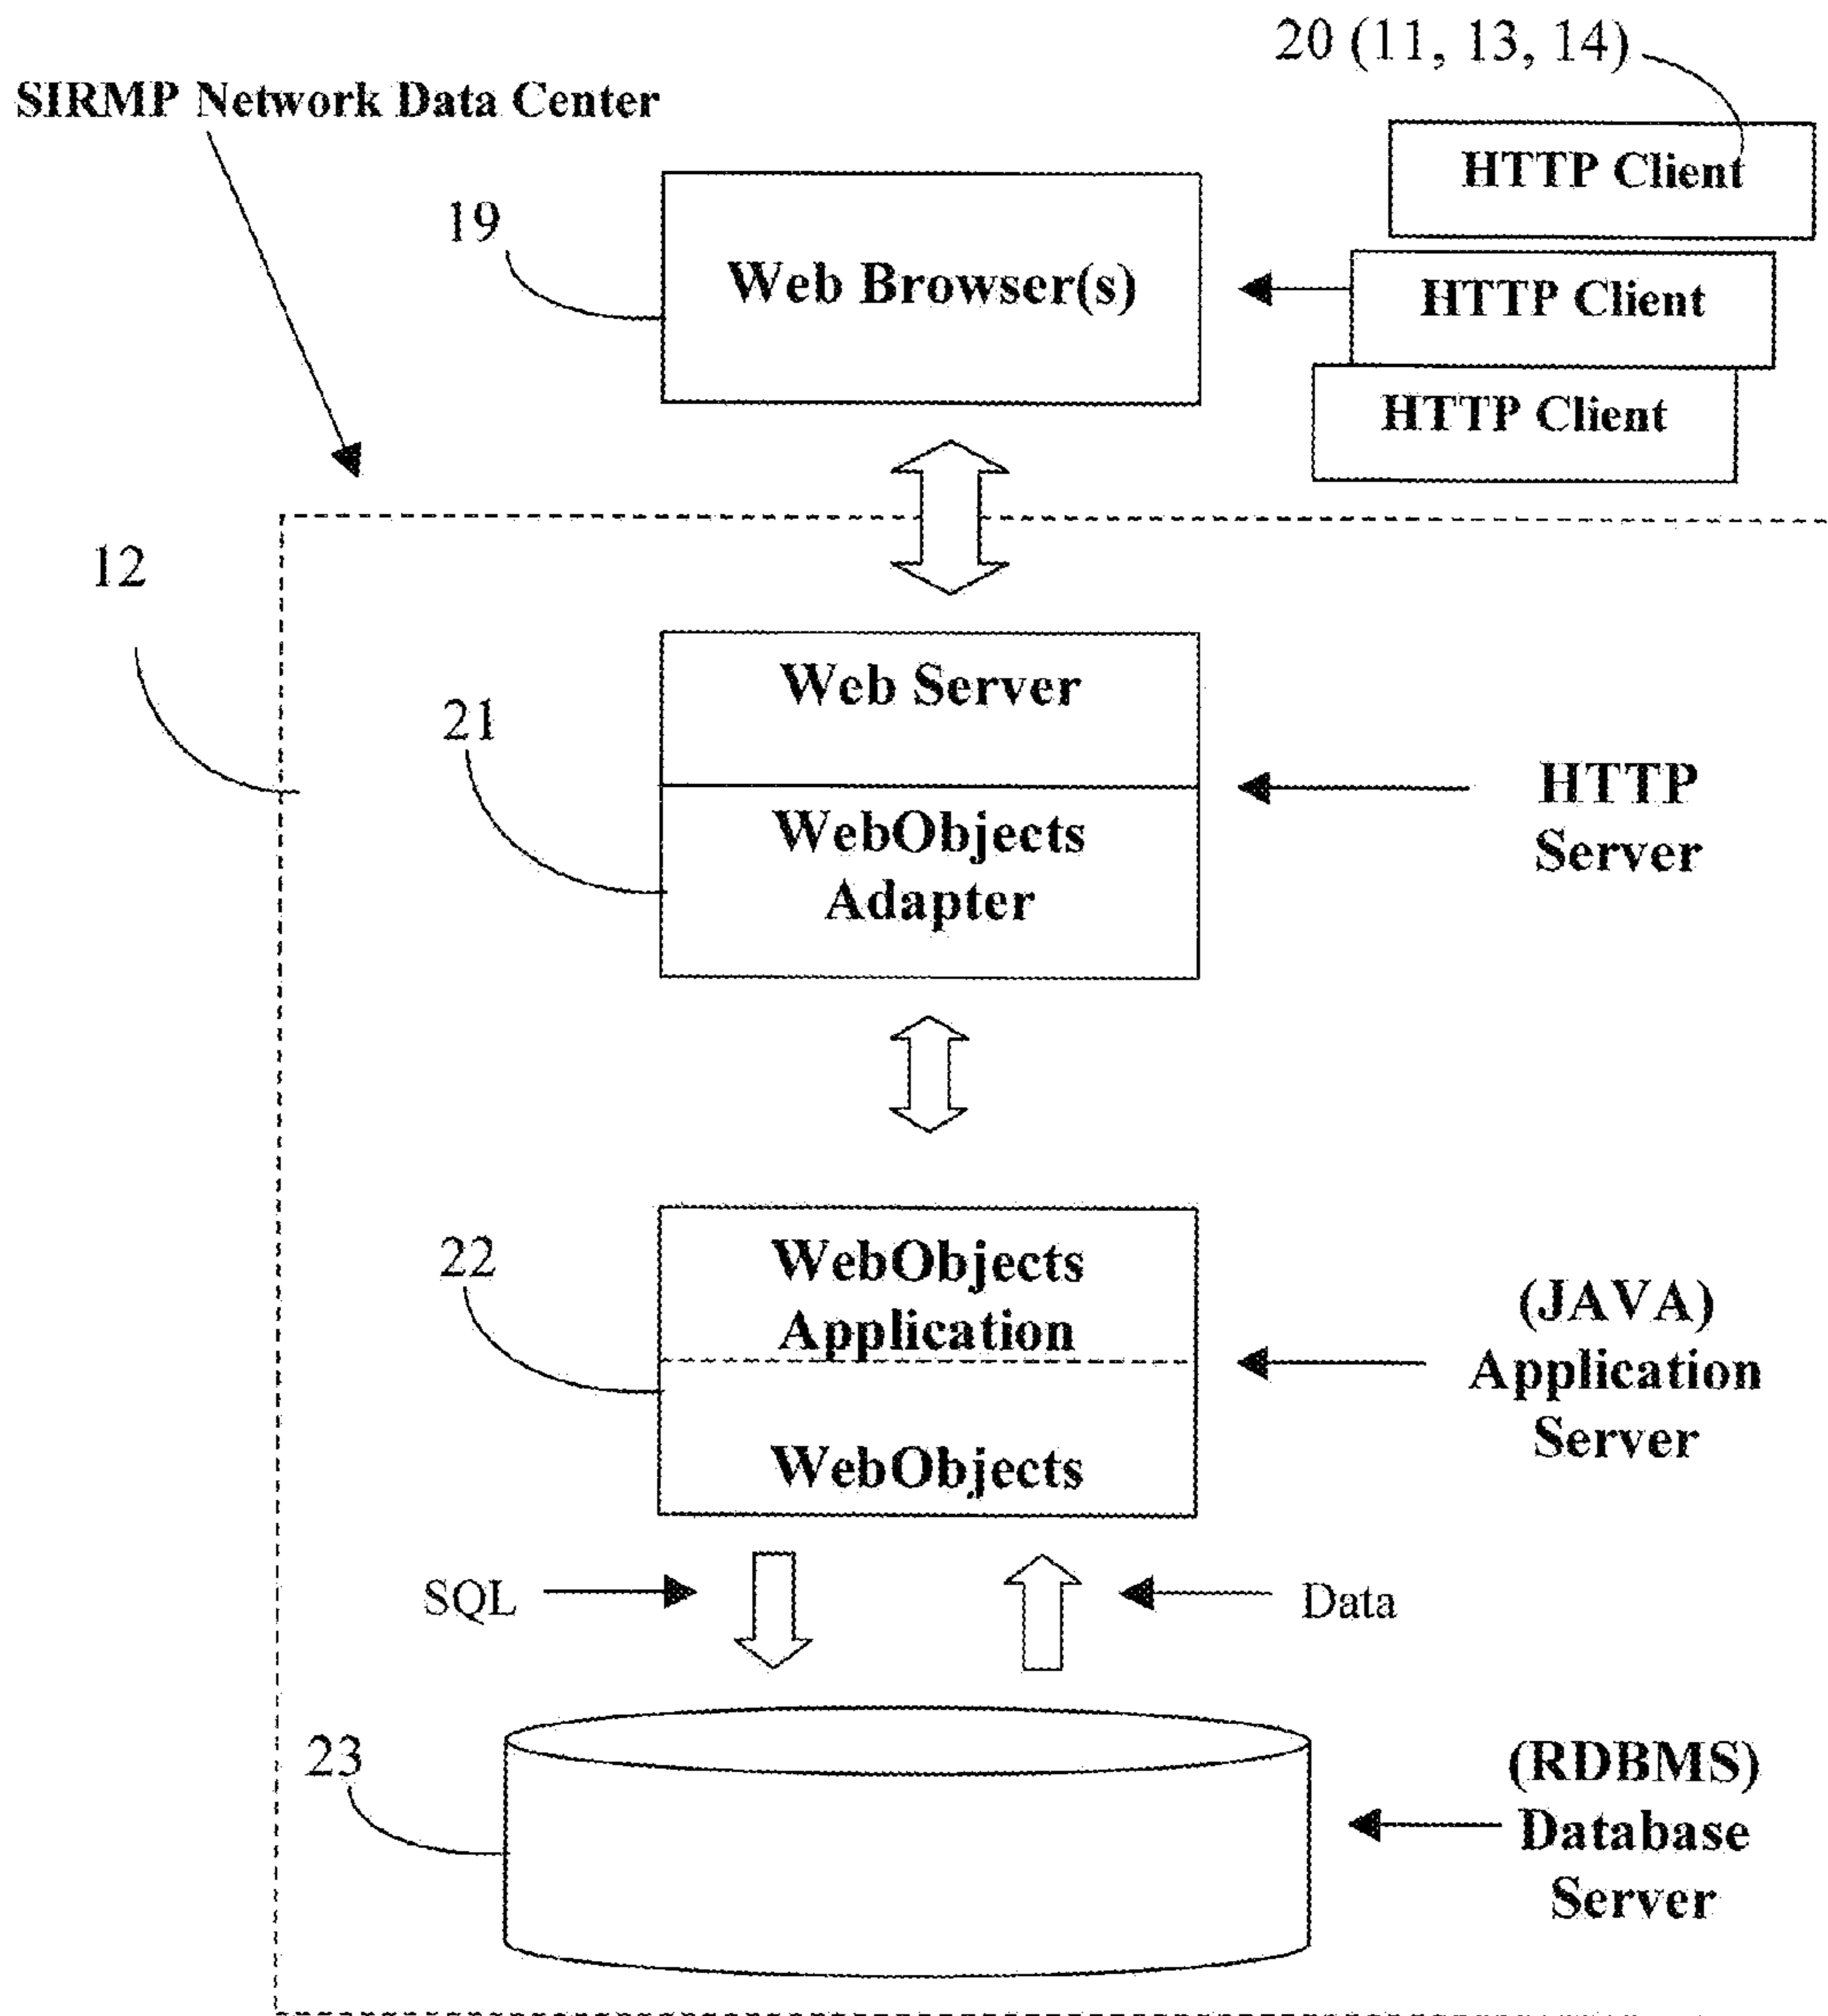 20 (11, 13, 14)
SIRMP Network Data Center
HTTP Client
19
Web Browser(s)
HTTP Client
HTTP Client
12
Web Server
21
HTTP
Server
WebObjects
Adapter
22
WebObjects
Application
(JAVA)
Application
Server
WebObjects
SQL
Data
23
(RDBMS)
Database
Server